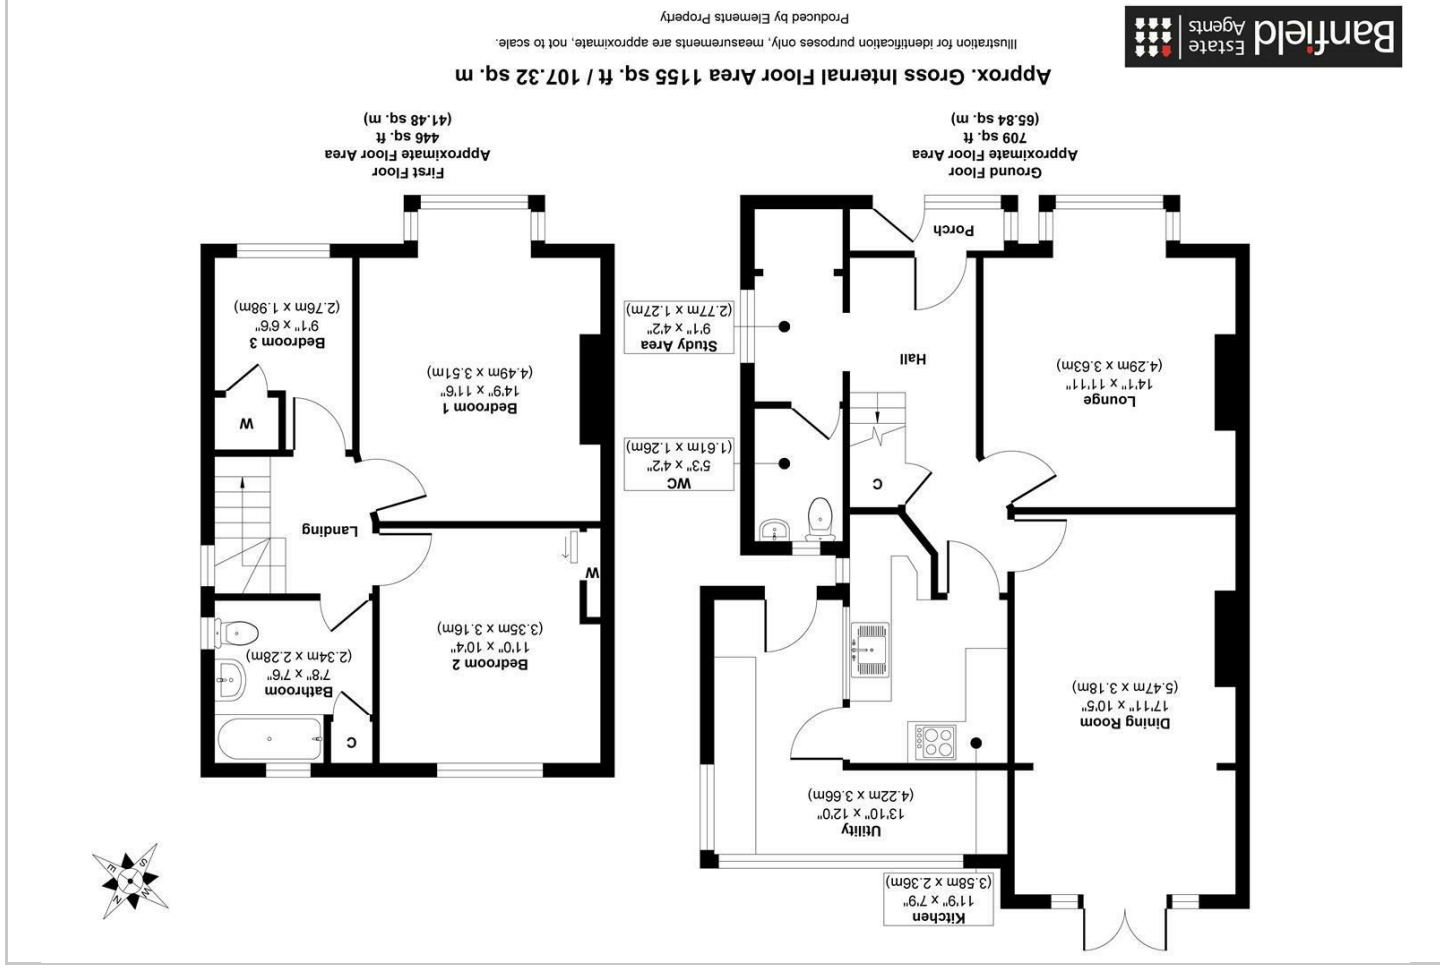 Kitchen
11'9" x 7'9"
(3.58m x 2.36m)
Utility
13'10" x 12'0"
(4.22m x 3.66m)
Dining Room
17'11" x 10'5"
(5.47m x 3.18m)
WC
5'3" x 4'2"
(1.61m x 1.26m)
C
Lounge
14'1" x 11'11"
(4.29m x 3.63m)
Hall
Study Area
9'1" x 4'2"
(2.77m x 1.27m)
Porch
Ground Floor
Approximate Floor Area
709 sq. ft
(65.84 sq. m)
N
E
S
W
C
Bathroom
7'8" x 7'6"
(2.34m x 2.28m)
Bedroom 2
11'0" x 10'4"
(3.35m x 3.16m)
W
Landing
W
Bedroom 1
14'9" x 11'6"
(4.49m x 3.51m)
Bedroom 3
9'1" x 6'6"
(2.76m x 1.98m)
First Floor
Approximate Floor Area
446 sq. ft
(41.48 sq. m)
Approx. Gross Internal Floor Area 1155 sq. ft / 107.32 sq. m
Illustration for identification purposes only, measurements are approximate, not to scale.
Produced by Elements Property
Banfield
Estate
Agents